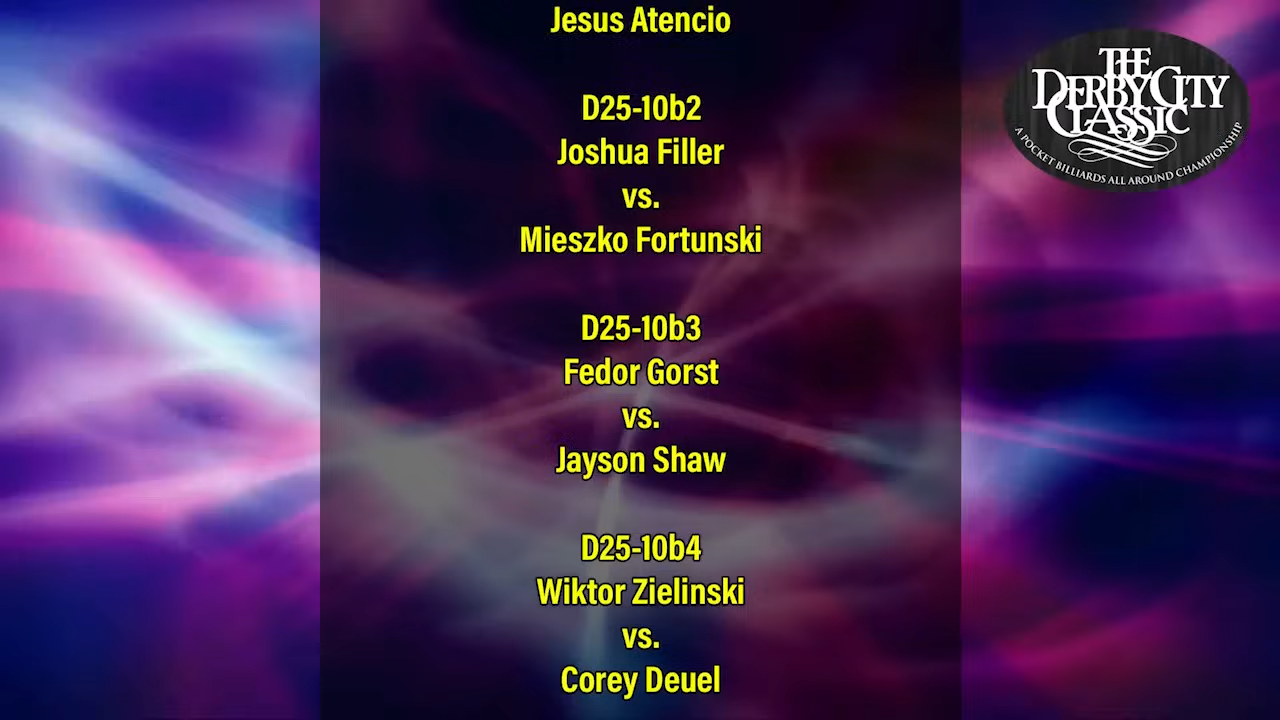 Jesus Atencio
D25-10b2
Joshua Filler
vs.
Mieszko Fortunski
D25-10b3
Fedor Gorst
vs.
Jayson Shaw
D25-10b4
Wiktor Zielinski
vs.
Corey Deuel
THE
DERBY CITY
CLASSIC
A POCKET BILLIARDS ALL AROUND CHAMPIONSHIP